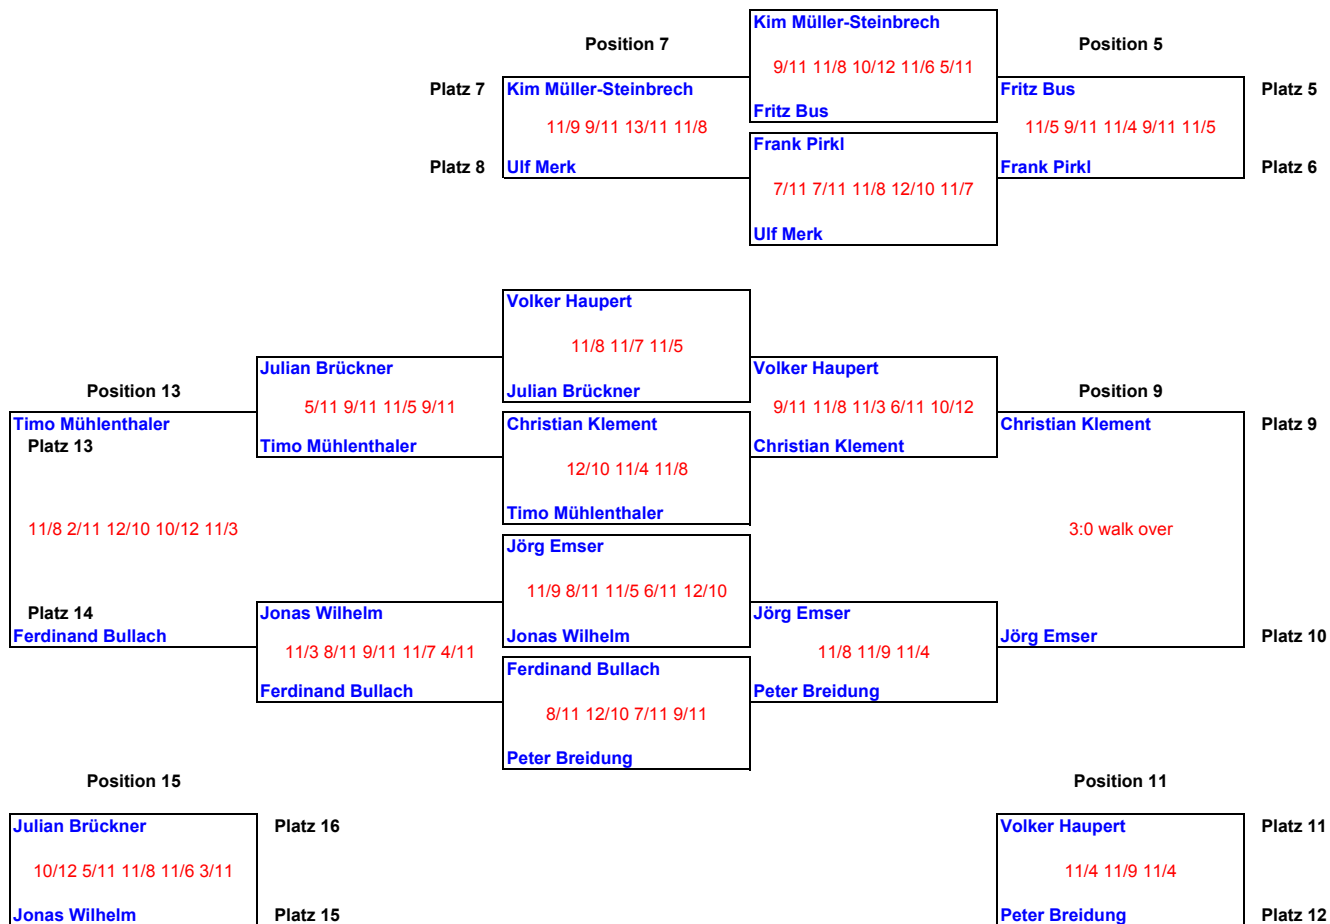 Kim Müller-Steinbrech
Position 7
Position 5
9/11 11/8 10/12 11/6 5/11
Platz 7
Kim Müller-Steinbrech
Fritz Bus
Platz 5
Fritz Bus
11/9 9/11 13/11 11/8
11/5 9/11 11/4 9/11 11/5
Frank Pirkl
Platz 8
Ulf Merk
Frank Pirkl
Platz 6
7/11 7/11 11/8 12/10 11/7
Ulf Merk
Volker Haupert
11/8 11/7 11/5
Julian Brückner
Volker Haupert
Position 13
Julian Brückner
Position 9
5/11 9/11 11/5 9/11
9/11 11/8 11/3 6/11 10/12
Timo Mühlenthaler
Christian Klement
Christian Klement
Platz 9
Platz 13
Timo Mühlenthaler
Christian Klement
12/10 11/4 11/8
Timo Mühlenthaler
11/8 2/11 12/10 10/12 11/3
3:0 walk over
Jörg Emser
11/9 8/11 11/5 6/11 12/10
Platz 14
Jonas Wilhelm
Jörg Emser
Ferdinand Bullach
Jonas Wilhelm
Jörg Emser
Platz 10
11/3 8/11 9/11 11/7 4/11
11/8 11/9 11/4
Ferdinand Bullach
Ferdinand Bullach
Peter Breidung
8/11 12/10 7/11 9/11
Peter Breidung
Position 15
Position 11
Julian Brückner
Platz 16
Volker Haupert
Platz 11
10/12 5/11 11/8 11/6 3/11
11/4 11/9 11/4
Jonas Wilhelm
Platz 15
Peter Breidung
Platz 12